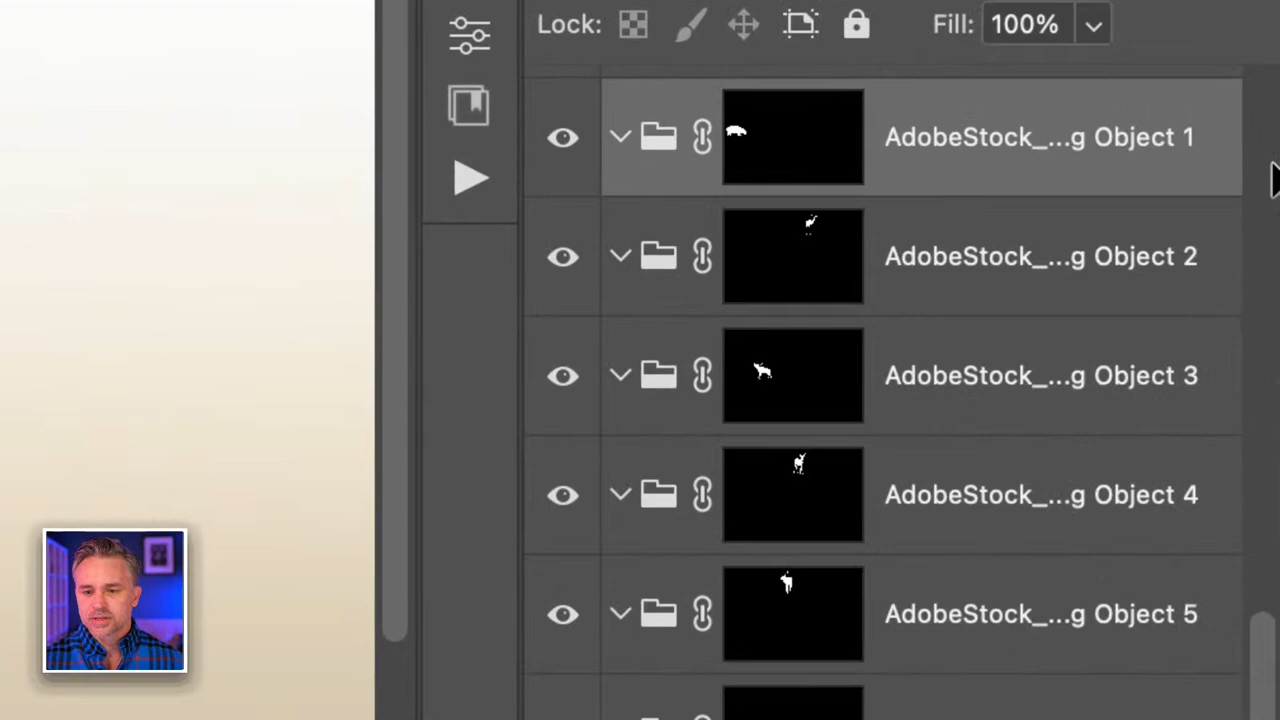 Lock: Fill: 100%
AdobeStock_...g Object 1
AdobeStock_...g Object 2
AdobeStock_...g Object 3
AdobeStock_...g Object 4
AdobeStock_...g Object 5